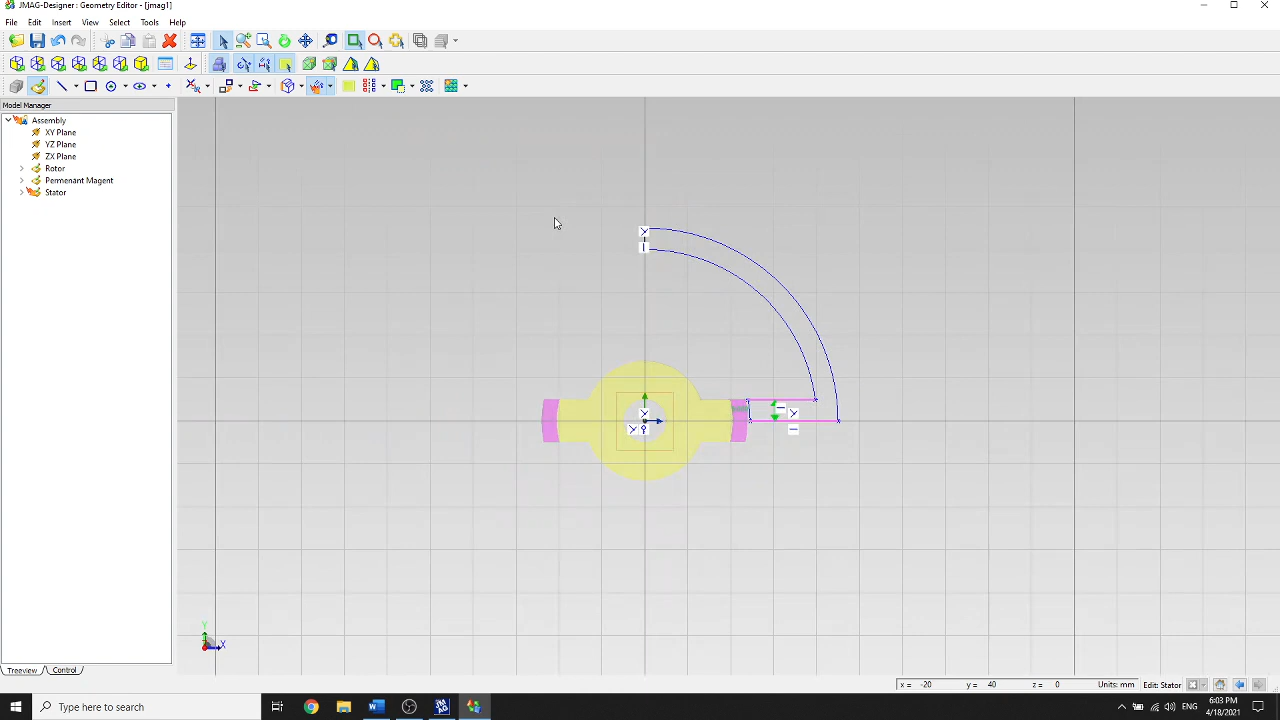 JMAG-Designer: Geometry Editor - [jmag1]
File Edit Insert View Select Tools Help
Model Manager
Assembly
XY Plane
YZ Plane
ZX Plane
Rotor
Permenant Magent
Stator
Y
X
Treeview Control
x = -20 y = 40 z = 0 Units: mm Edit: Stator
Type here to search
6:03 PM
4/18/2021